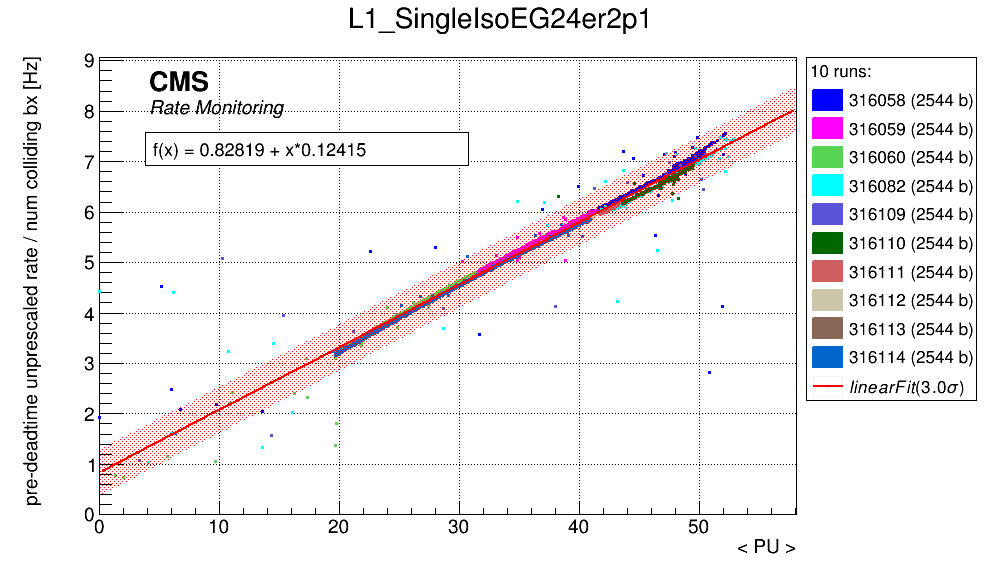 L1_SingleIsoEG24er2p1
pre-deadtime unprescaled rate / num colliding bx [Hz]
9
8
7
6
5
4
3
2
1
0
CMS
Rate Monitoring
f(x) = 0.82819 + x*0.12415
0 10 20 30 40 50
< PU >
10 runs:
316058 (2544 b)
316059 (2544 b)
316060 (2544 b)
316082 (2544 b)
316109 (2544 b)
316110 (2544 b)
316111 (2544 b)
316112 (2544 b)
316113 (2544 b)
316114 (2544 b)
linearFit(3.0σ)